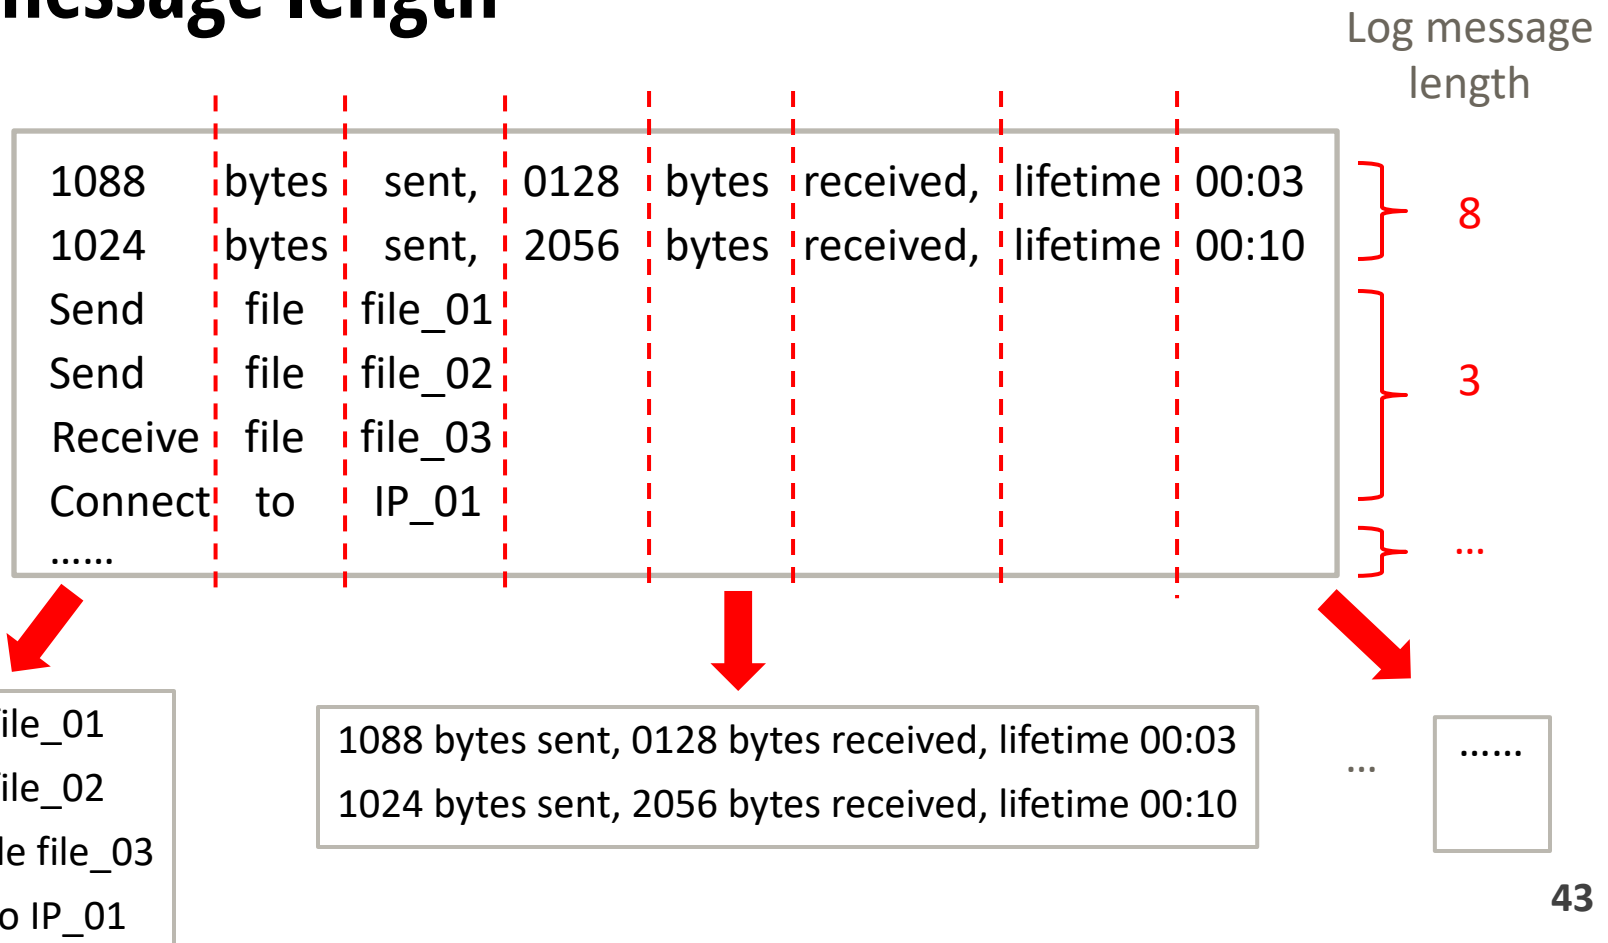 message length
Log message
length
1088 bytes sent, 0128 bytes received, lifetime 00:03
1024 bytes sent, 2056 bytes received, lifetime 00:10
Send file file_01
Send file file_02
Receive file file_03
Connect to IP_01
......
8
3
...
file_01
file_02
le file_03
o IP_01
1088 bytes sent, 0128 bytes received, lifetime 00:03
1024 bytes sent, 2056 bytes received, lifetime 00:10
...
......
43